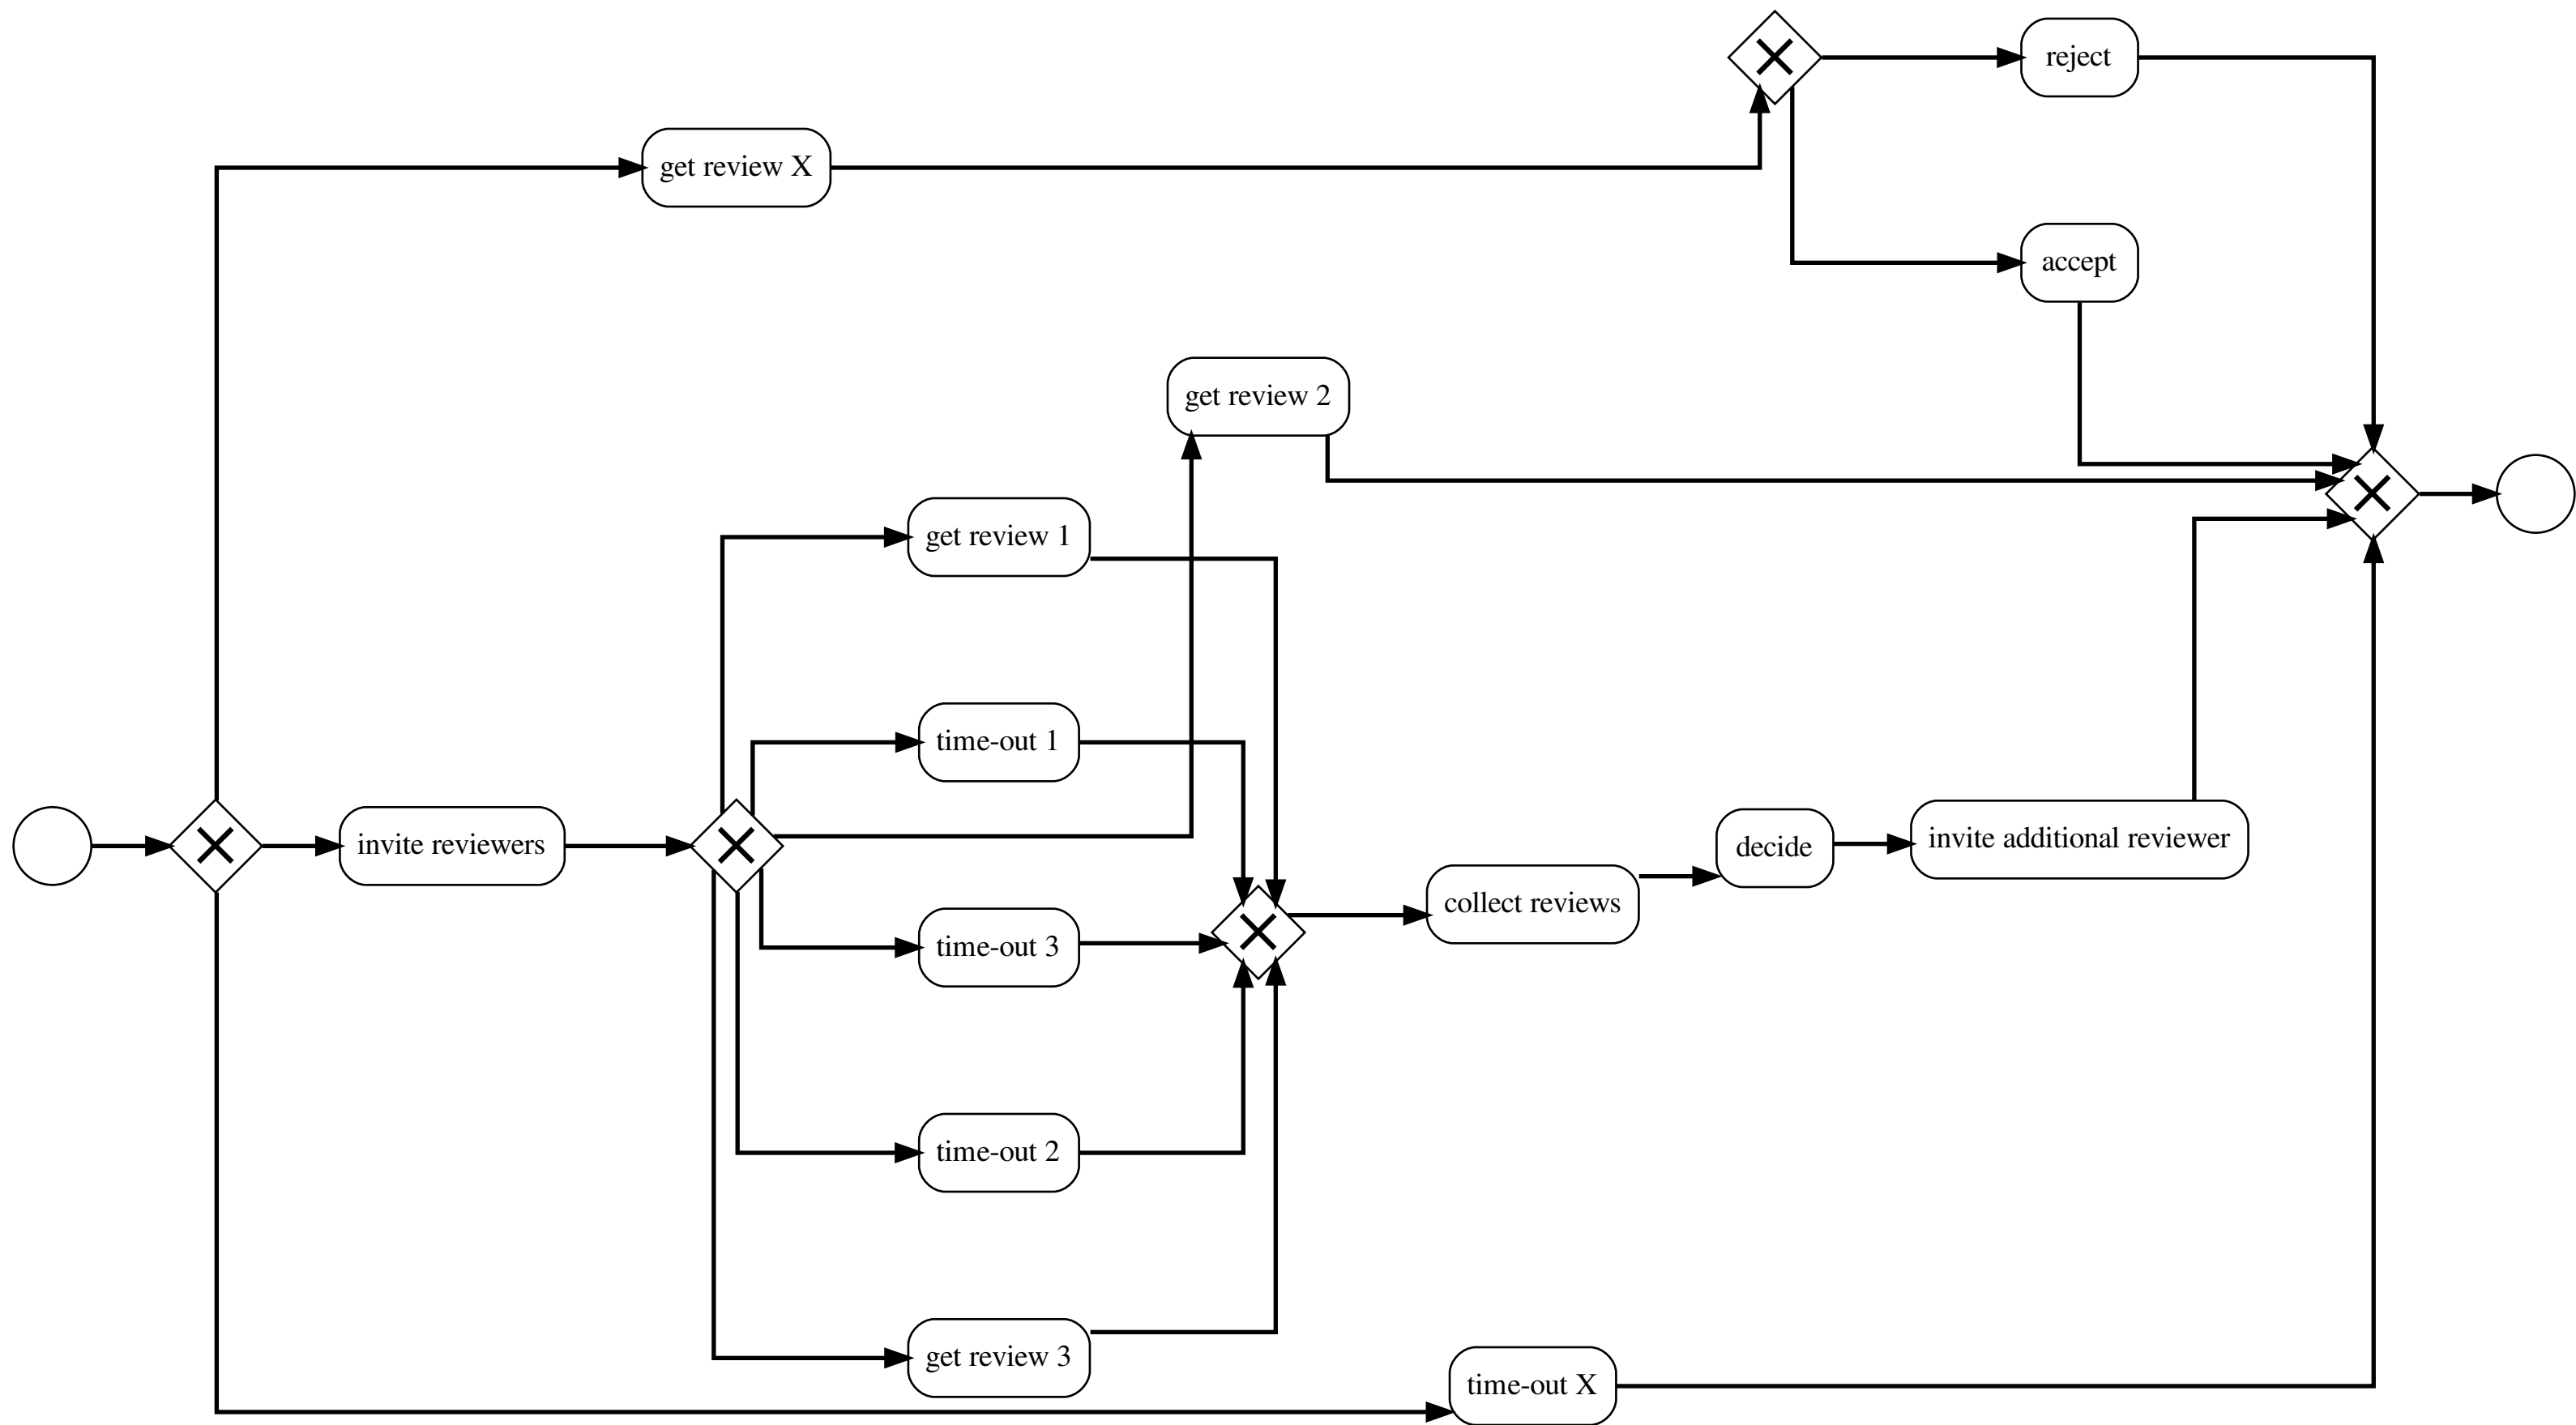 reject
get review X
accept
get review 2
get review 1
time-out 1
invite reviewers
decide
invite additional reviewer
collect reviews
time-out 3
time-out 2
get review 3
time-out X